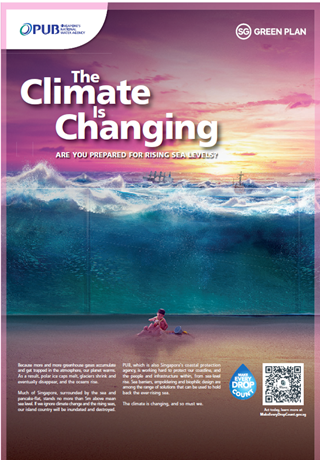 PUB SINGAPORE'S
NATIONAL
WATER AGENCY
SG GREEN PLAN
The
Climate
Is
Changing
ARE YOU PREPARED FOR RISING SEA LEVELS?
Because more and more greenhouse gases accumulate
and get trapped in the atmosphere, our planet warms.
As a result, polar ice caps melt, glaciers shrink and
eventually disappear, and the oceans rise.
Much of Singapore, surrounded by the sea and
pancake-flat, stands no more than 5m above mean
sea level. If we ignore climate change and the rising seas,
our island country will be inundated and destroyed.
PUB, which is also Singapore's coastal protection
agency, is working hard to protect our coastline, and
the people and infrastructure within, from sea-level
rise. Sea barriers, empoldering and biophilic design are
among the range of solutions that can be used to hold
back the ever-rising sea.
The climate is changing, and so must we.
MAKE
EVERY
DROP
COUNT
Act today, learn more at
MakeEveryDropCount.gov.sg